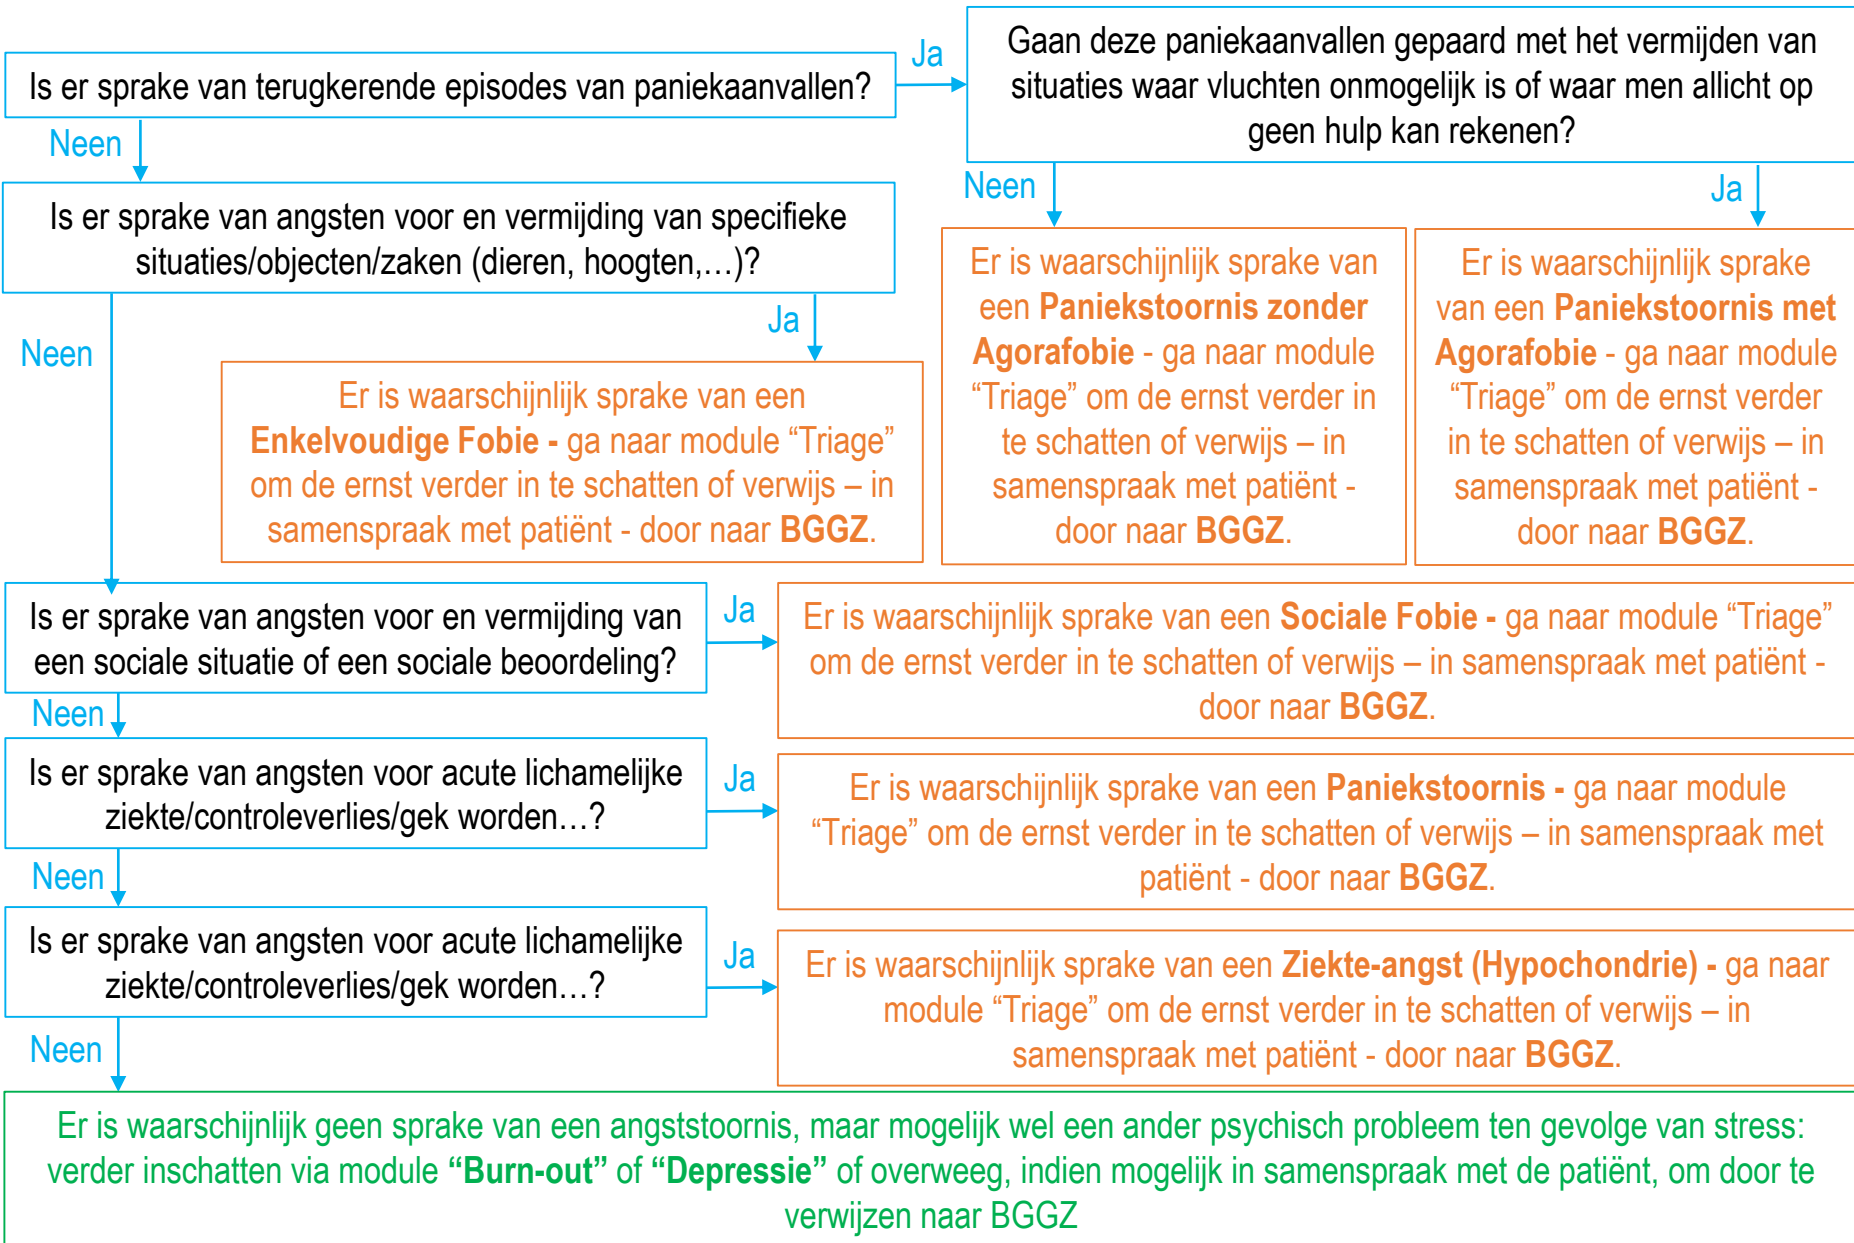 Is er sprake van terugkerende episodes van paniekaanvallen?
Ja
Gaan deze paniekaanvallen gepaard met het vermijden van
situaties waar vluchten onmogelijk is of waar men allicht op
geen hulp kan rekenen?
Neen
Neen
Ja
Is er sprake van angsten voor en vermijding van specifieke
situaties/objecten/zaken (dieren, hoogten,…)?
Er is waarschijnlijk sprake van
een Paniekstoornis zonder
Agorafobie - ga naar module
“Triage” om de ernst verder in
te schatten of verwijs – in
samenspraak met patiënt -
door naar BGGZ.
Er is waarschijnlijk sprake
van een Paniekstoornis met
Agorafobie - ga naar module
“Triage” om de ernst verder
in te schatten of verwijs – in
samenspraak met patiënt -
door naar BGGZ.
Neen
Ja
Er is waarschijnlijk sprake van een
Enkelvoudige Fobie - ga naar module “Triage”
om de ernst verder in te schatten of verwijs – in
samenspraak met patiënt - door naar BGGZ.
Is er sprake van angsten voor en vermijding van
een sociale situatie of een sociale beoordeling?
Ja
Er is waarschijnlijk sprake van een Sociale Fobie - ga naar module “Triage”
om de ernst verder in te schatten of verwijs – in samenspraak met patiënt -
door naar BGGZ.
Neen
Is er sprake van angsten voor acute lichamelijke
ziekte/controleverlies/gek worden…?
Ja
Er is waarschijnlijk sprake van een Paniekstoornis - ga naar module
“Triage” om de ernst verder in te schatten of verwijs – in samenspraak met
patiënt - door naar BGGZ.
Neen
Is er sprake van angsten voor acute lichamelijke
ziekte/controleverlies/gek worden…?
Ja
Er is waarschijnlijk sprake van een Ziekte-angst (Hypochondrie) - ga naar
module “Triage” om de ernst verder in te schatten of verwijs – in
samenspraak met patiënt - door naar BGGZ.
Neen
Er is waarschijnlijk geen sprake van een angststoornis, maar mogelijk wel een ander psychisch probleem ten gevolge van stress:
verder inschatten via module “Burn-out” of “Depressie” of overweeg, indien mogelijk in samenspraak met de patiënt, om door te
verwijzen naar BGGZ